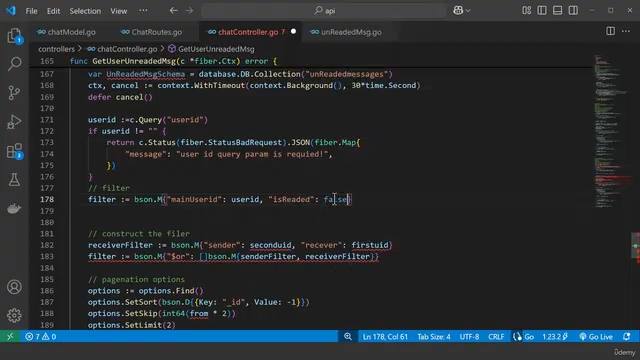 api
chatModel.go
ChatRoutes.go
chatController.go 7
unReadedMsg.go
controllers > chatController.go > GetUserUnreadedMsg
165 func GetUserUnreadedMsg(c *fiber.Ctx) error {
167 var UnReadedMsgSchema = database.DB.Collection("unReadedmessages")
168 ctx, cancel := context.WithTimeout(context.Background(), 30*time.Second)
169 defer cancel()
170
171 userid :=c.Query("userid")
172 if userid != "" {
173 return c.Status(fiber.StatusBadRequest).JSON(fiber.Map{
174 "message": "user id query param is requied!",
175 })
176 }
177 // filter
178 filter := bson.M{"mainUserid": userid, "isReaded": false}
179
180
181 // construct the filer
182 receiverFilter := bson.M{"sender": seconduid, "recever": firstuid}
183 filter := bson.M{"$or": []bson.M{senderFilter, receiverFilter}}
185
186 // pagenation options
187 options := options.Find()
188 options.SetSort(bson.D{{Key: "_id", Value: -1}})
189 options.SetSkip(int64(from * 2))
189 options.SetLimit(2)
7 0 Ln 178, Col 61 Tab Size: 4 UTF-8 CRLF Go 1.23.2 Go Live
Udemy